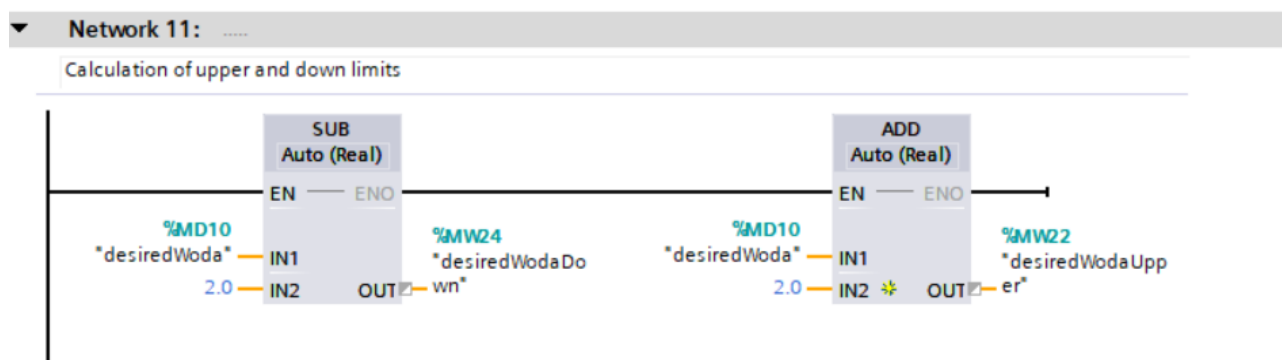 Network 11: .....
Calculation of upper and down limits
SUB
Auto (Real)
EN ENO
%MD10
"desiredWoda" IN1
2.0 IN2 OUT
%MW24
"desiredWodaDo
wn"
ADD
Auto (Real)
EN ENO
%MD10
"desiredWoda" IN1
2.0 IN2 OUT
%MW22
"desiredWodaUpp
er"